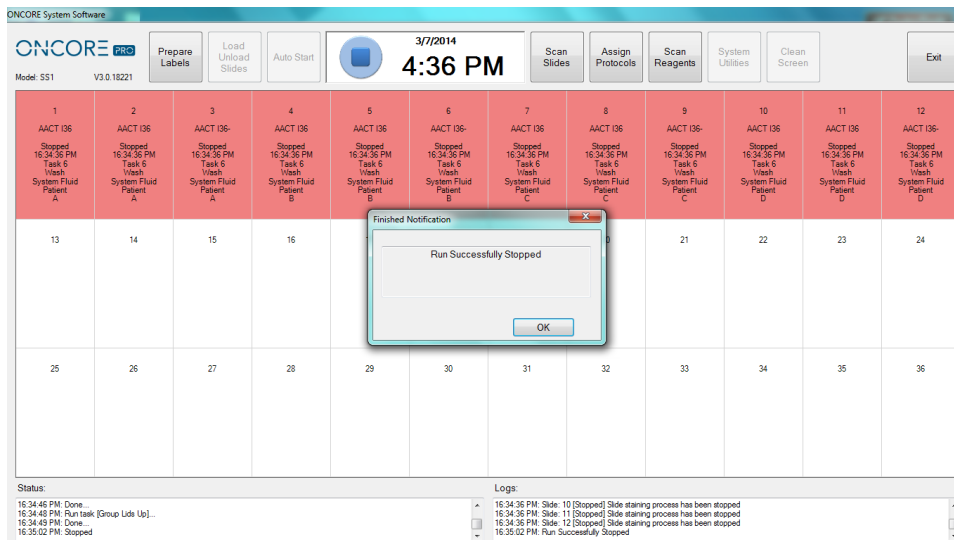 ONCORE System Software
ONCORE PRO
Model: SS1 V3.0.18221
Prepare
Labels
Load
Unload
Slides
Auto Start
3/7/2014
4:36 PM
Scan
Slides
Assign
Protocols
Scan
Reagents
System
Utilities
Clean
Screen
Exit
1 2 3 4 5 6 7 8 9 10 11 12
AACT I36 AACT I36 AACT I36- AACT I36 AACT I36 AACT I36- AACT I36 AACT I36 AACT I36- AACT I36 AACT I36 AACT I36-
Stopped Stopped Stopped Stopped Stopped Stopped Stopped Stopped Stopped Stopped Stopped Stopped
16:34:36 PM 16:34:36 PM 16:34:36 PM 16:34:36 PM 16:34:36 PM 16:34:36 PM 16:34:36 PM 16:34:36 PM 16:34:36 PM 16:34:36 PM 16:34:36 PM 16:34:36 PM
Task 6 Task 6 Task 6 Task 6 Task 6 Task 6 Task 6 Task 6 Task 6 Task 6 Task 6 Task 6
Wash Wash Wash Wash Wash Wash Wash Wash Wash Wash Wash Wash
System Fluid System Fluid System Fluid System Fluid System Fluid System Fluid System Fluid System Fluid System Fluid System Fluid System Fluid System Fluid
Patient Patient Patient Patient Patient Patient Patient Patient Patient Patient Patient Patient
A A A B B B C C C D D D
Finished Notification
Run Successfully Stopped
OK
13 14 15 16 21 22 23 24
25 26 27 28 29 30 31 32 33 34 35 36
Status:
16:34:46 PM: Done...
16:34:48 PM: Run task [Group Lids Up]...
16:34:49 PM: Done...
16:35:02 PM: Stopped
Logs:
16:34:36 PM: Slide: 10 [Stopped] Slide staining process has been stopped
16:34:36 PM: Slide: 11 [Stopped] Slide staining process has been stopped
16:34:36 PM: Slide: 12 [Stopped] Slide staining process has been stopped
16:35:02 PM: Run Successfully Stopped